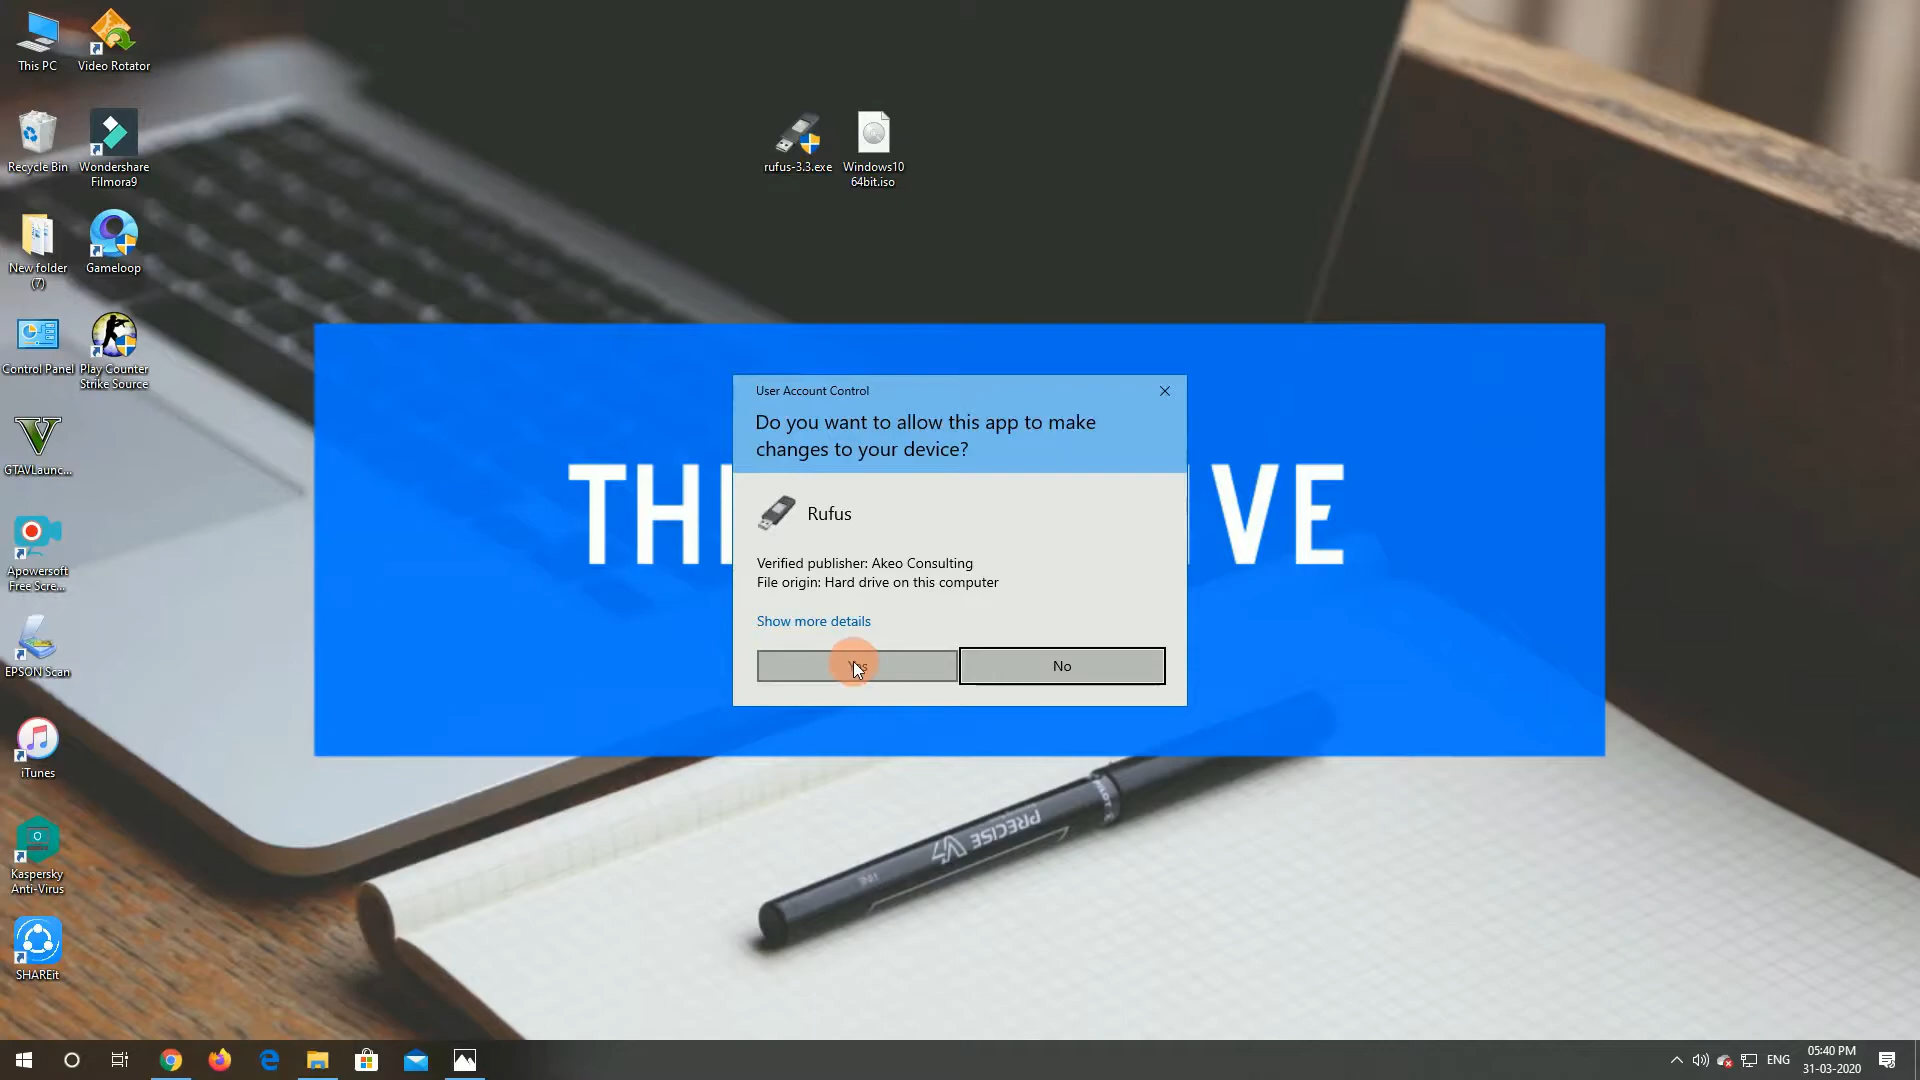 This PC
Video Rotator
Recycle Bin
Wondershare
Filmora9
rufus-3.3.exe
Windows10
64bit.iso
New folder
(7)
Gameloop
Control Panel
Play Counter
Strike Source
GTAVLaunc...
Apowersoft
Free Scre...
EPSON Scan
iTunes
Kaspersky
Anti-Virus
SHAREit
User Account Control
Do you want to allow this app to make
changes to your device?
Rufus
Verified publisher: Akeo Consulting
File origin: Hard drive on this computer
Show more details
Yes
No
TH
VE
PILOT
PRECISE
V7
ENG
05:40 PM
31-03-2020